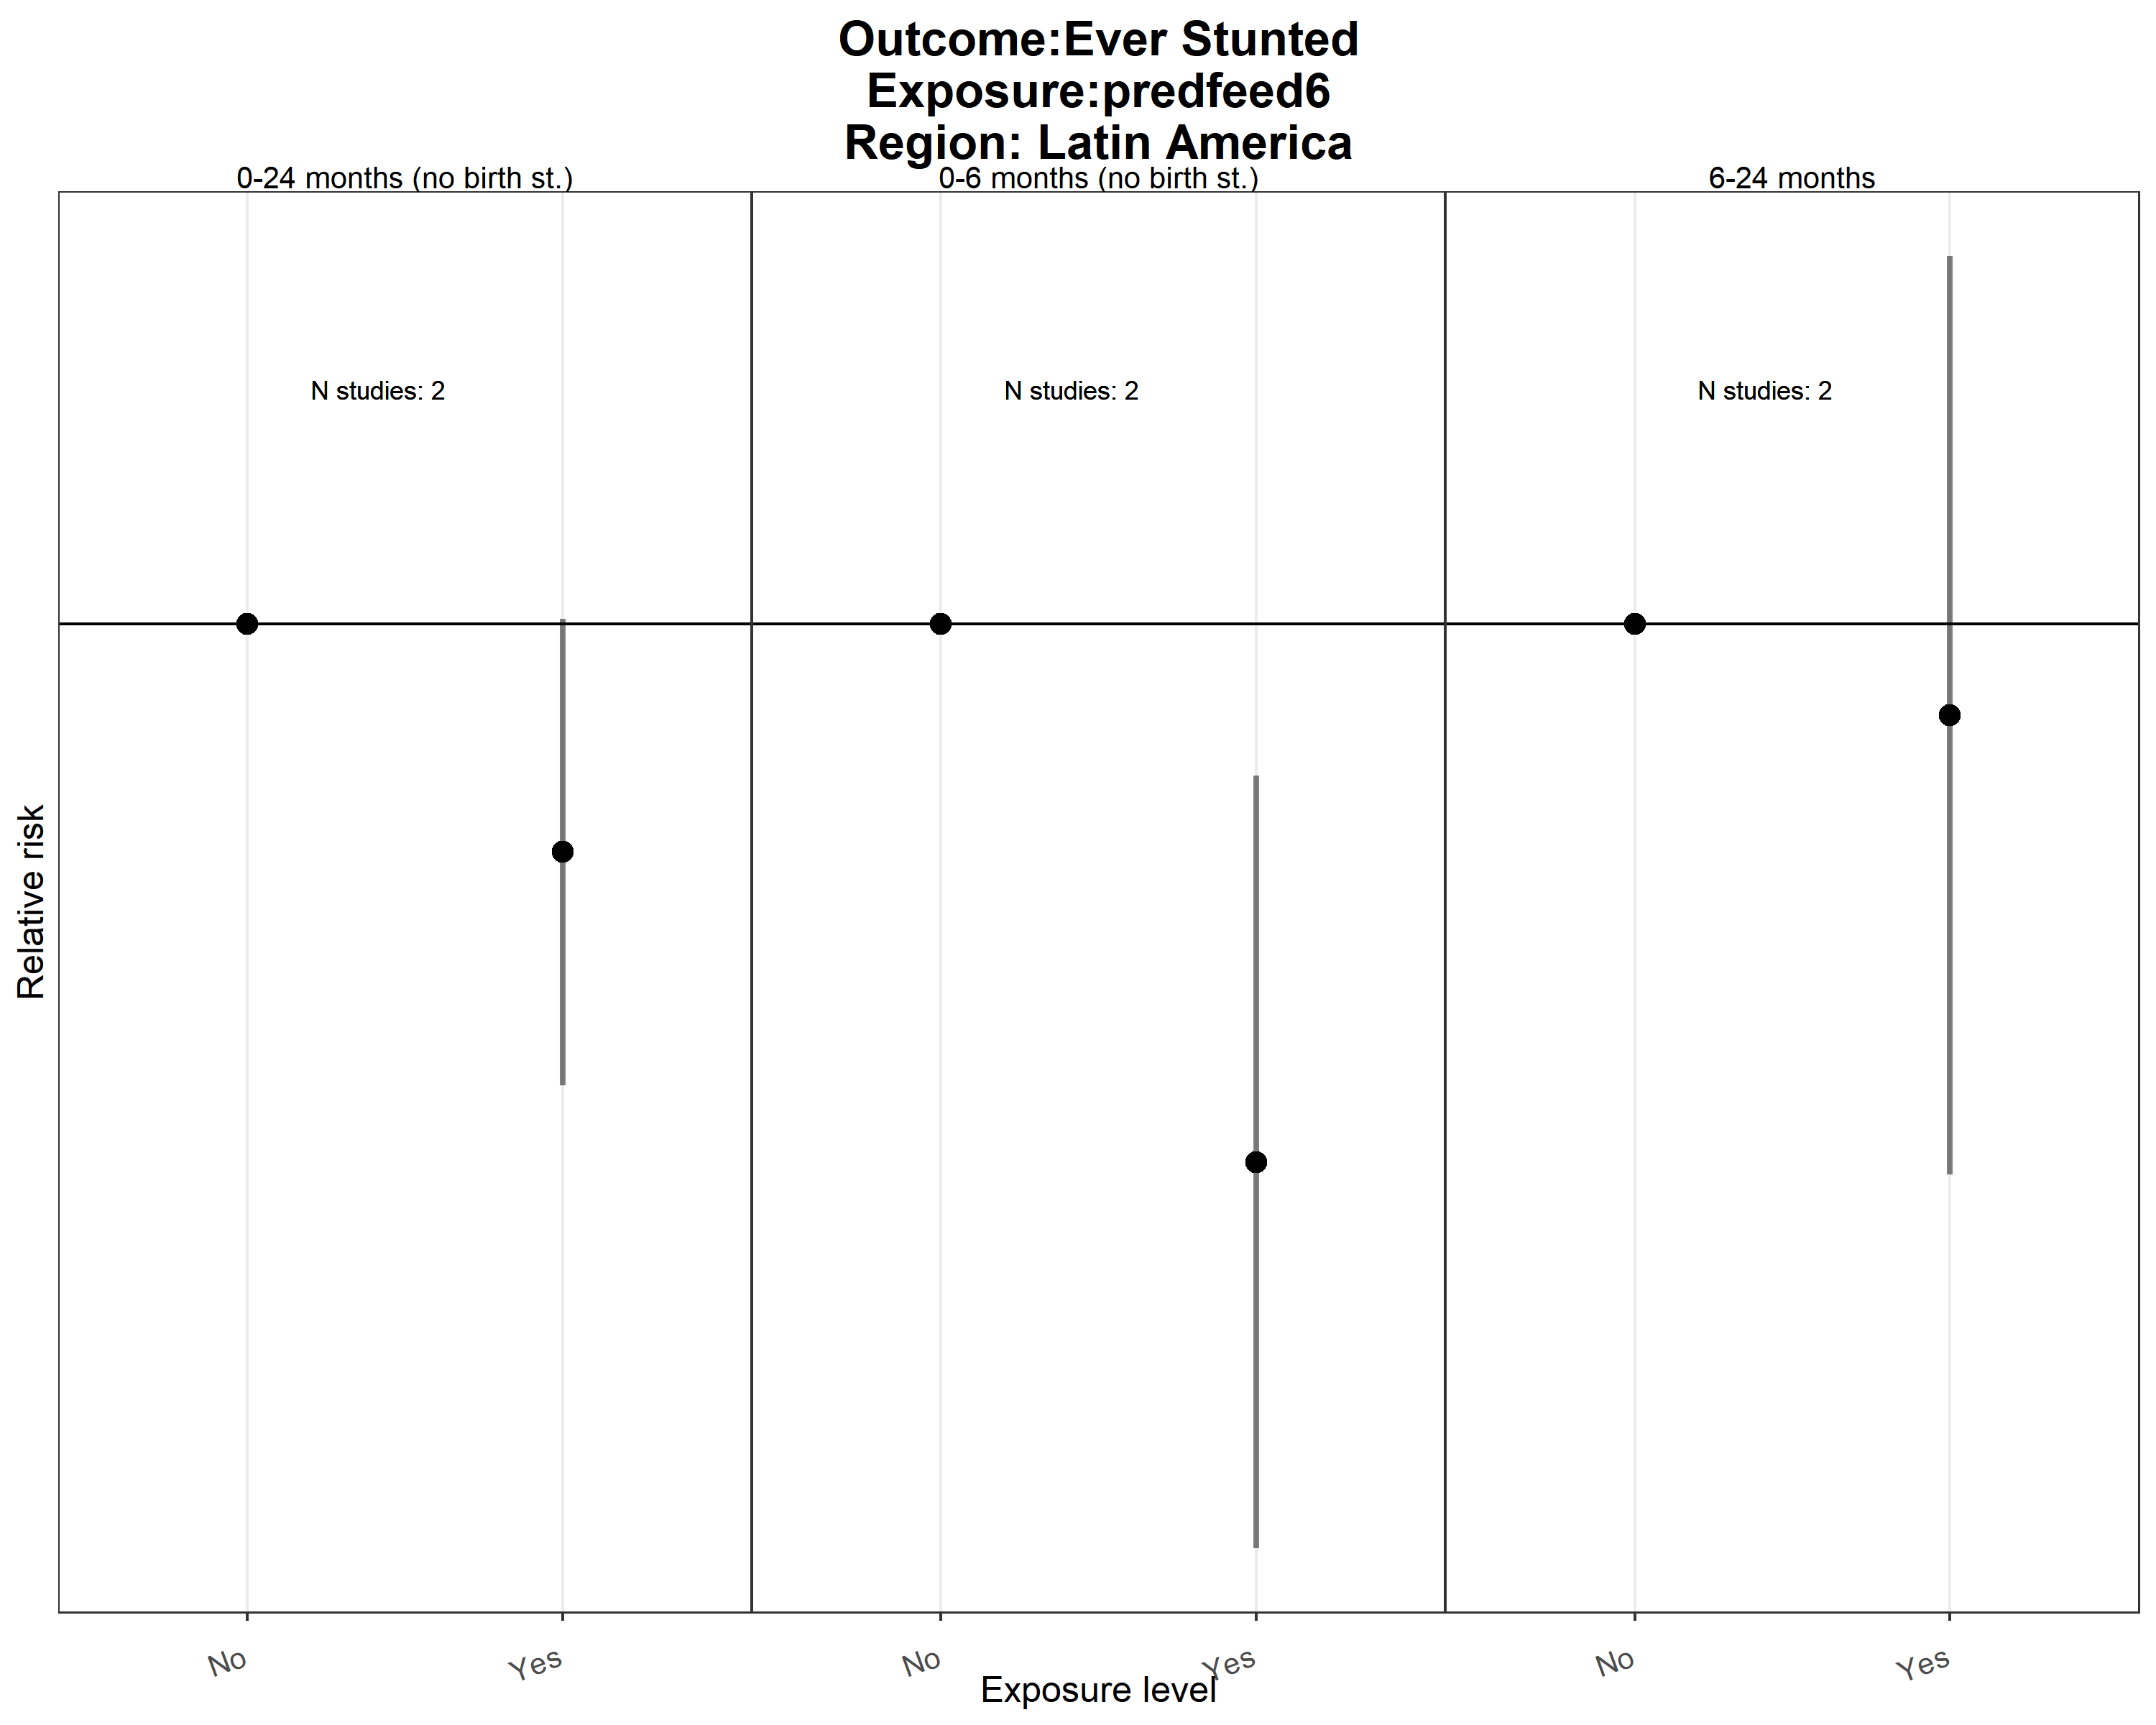 Outcome:Ever Stunted
Exposure:predfeed6
Region: Latin America
0-24 months (no birth st.)
0-6 months (no birth st.)
6-24 months
N studies: 2
N studies: 2
N studies: 2
Relative risk
No
Yes
No
Yes
No
Yes
Exposure level